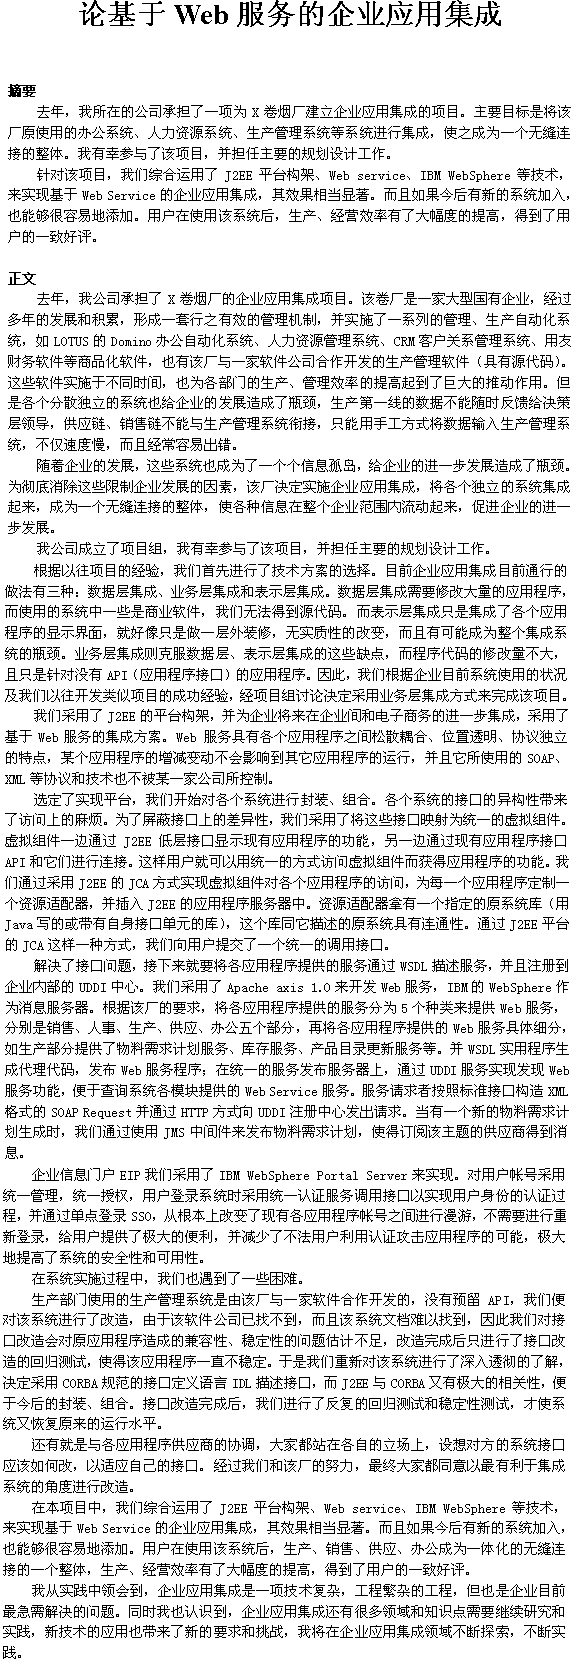 论基于 Web 服务的企业应用集成
摘要
去年，我所在的公司承担了一项为 X 卷烟厂建立企业应用集成的项目。主要目标是将该
厂原使用的办公系统、人力资源系统、生产管理系统等系统进行集成，使之成为一个无缝连
接的整体。我有幸参与了该项目，并担任主要的规划设计工作。
针对该项目，我们综合运用了 J2EE 平台构架、Web service、IBM WebSphere 等技术，
来实现基于 Web Service 的企业应用集成，其效果相当显著。而且如果今后有新的系统加入，
也能够很容易地添加。用户在使用该系统后，生产、经营效率有了大幅度的提高，得到了用
户的一致好评。
正文
去年，我公司承担了 X 卷烟厂的企业应用集成项目。该卷厂是一家大型国有企业，经过
多年的发展和积累，形成一套行之有效的管理机制，并实施了一系列的管理、生产自动化系
统，如 LOTUS 的 Domino 办公自动化系统、人力资源管理系统、CRM 客户关系管理系统、用友
财务软件等商品化软件，也有该厂与一家软件公司合作开发的生产管理软件（具有源代码）。
这些软件实施于不同时间，也为各部门的生产、管理效率的提高起到了巨大的推动作用。但
是各个分散独立的系统也给企业的发展造成了瓶颈，生产第一线的数据不能随时反馈给决策
层领导，供应链、销售链不能与生产管理系统衔接，只能用手工方式将数据输入生产管理系
统，不仅速度慢，而且经常容易出错。
随着企业的发展，这些系统也成为了一个个信息孤岛，给企业的进一步发展造成了瓶颈。
为彻底消除这些限制企业发展的因素，该厂决定实施企业应用集成，将各个独立的系统集成
起来，成为一个无缝连接的整体，使各种信息在整个企业范围内流动起来，促进企业的进一
步发展。
我公司成立了项目组，我有幸参与了该项目，并担任主要的规划设计工作。
根据以往项目的经验，我们首先进行了技术方案的选择。目前企业应用集成目前通行的
做法有三种：数据层集成、业务层集成和表示层集成。数据层集成需要修改大量的应用程序，
而使用的系统中一些是商业软件，我们无法得到源代码。而表示层集成只是集成了各个应用
程序的显示界面，就好像只是做一层外装修，无实质性的改变，而且有可能成为整个集成系
统的瓶颈。业务层集成则克服数据层、表示层集成的这些缺点，而程序代码的修改量不大，
且只是针对没有 API（应用程序接口）的应用程序。因此，我们根据企业目前系统使用的状况
及我们以往开发类似项目的成功经验，经项目组讨论决定采用业务层集成方式来完成该项目。
我们采用了 J2EE 的平台构架，并为企业将来在企业间和电子商务的进一步集成，采用了
基于 Web 服务的集成方案。Web 服务具有各个应用程序之间松散耦合、位置透明、协议独立
的特点，某个应用程序的增减变动不会影响到其它应用程序的运行，并且它所使用的 SOAP、
XML 等协议和技术也不被某一家公司所控制。
选定了实现平台，我们开始对各个系统进行封装、组合。各个系统的接口的异构性带来
了访问上的麻烦。为了屏蔽接口上的差异性，我们采用了将这些接口映射为统一的虚拟组件。
虚拟组件一边通过 J2EE 低层接口显示现有应用程序的功能，另一边通过现有应用程序接口
API 和它们进行连接。这样用户就可以用统一的方式访问虚拟组件而获得应用程序的功能。我
们通过采用 J2EE 的 JCA 方式实现虚拟组件对各个应用程序的访问，为每一个应用程序定制一
个资源适配器，并插入 J2EE 的应用程序服务器中。资源适配器拿有一个指定的原系统库（用
Java 写的或带有自身接口单元的库），这个库同它描述的原系统具有连通性。通过 J2EE 平台
的 JCA 这样一种方式，我们向用户提交了一个统一的调用接口。
解决了接口问题，接下来就要将各应用程序提供的服务通过 WSDL 描述服务，并且注册到
企业内部的 UDDI 中心。我们采用了 Apache axis 1.0 来开发 Web 服务，IBM 的 WebSphere 作
为消息服务器。根据该厂的要求，将各应用程序提供的服务分为 5 个种类来提供 Web 服务，
分别是销售、人事、生产、供应、办公五个部分，再将各应用程序提供的 Web 服务具体细分，
如生产部分提供了物料需求计划服务、库存服务、产品目录更新服务等。并 WSDL 实用程序生
成代理代码，发布 Web 服务程序；在统一的服务发布服务器上，通过 UDDI 服务实现发现 Web
服务功能，便于查询系统各模块提供的 Web Service 服务。服务请求者按照标准接口构造 XML
格式的 SOAP Request 并通过 HTTP 方式向 UDDI 注册中心发出请求。当有一个新的物料需求计
划生成时，我们通过使用 JMS 中间件来发布物料需求计划，使得订阅该主题的供应商得到消
息。
企业信息门户 EIP 我们采用了 IBM WebSphere Portal Server 来实现。对用户帐号采用
统一管理，统一授权，用户登录系统时采用统一认证服务调用接口以实现用户身份的认证过
程，并通过单点登录 SSO，从根本上改变了现有各应用程序帐号之间进行漫游，不需要进行重
新登录，给用户提供了极大的便利，并减少了不法用户利用认证攻击应用程序的可能，极大
地提高了系统的安全性和可用性。
在系统实施过程中，我们也遇到了一些困难。
生产部门使用的生产管理系统是由该厂与一家软件合作开发的，没有预留 API，我们便
对该系统进行了改造，由于该软件公司已找不到，而且该系统文档难以找到，因此我们对接
口改造会对原应用程序造成的兼容性、稳定性的问题估计不足，改造完成后只进行了接口改
造的回归测试，使得该应用程序一直不稳定。于是我们重新对该系统进行了深入透彻的了解，
决定采用 CORBA 规范的接口定义语言 IDL 描述接口，而 J2EE 与 CORBA 又有极大的相关性，便
于今后的封装、组合。接口改造完成后，我们进行了反复的回归测试和稳定性测试，才使系
统又恢复原来的运行水平。
还有就是与各应用程序供应商的协调，大家都站在各自的立场上，设想对方的系统接口
应该如何改，以适应自己的接口。经过我们和该厂的努力，最终大家都同意以最有利于集成
系统的角度进行改造。
在本项目中，我们综合运用了 J2EE 平台构架、Web service、IBM WebSphere 等技术，
来实现基于 Web Service 的企业应用集成，其效果相当显著。而且如果今后有新的系统加入，
也能够很容易地添加。用户在使用该系统后，生产、销售、供应、办公成为一体化的无缝连
接的一个整体，生产、经营效率有了大幅度的提高，得到了用户的一致好评。
我从实践中领会到，企业应用集成是一项技术复杂，工程繁杂的工程，但也是企业目前
最急需解决的问题。同时我也认识到，企业应用集成还有很多领域和知识点需要继续研究和
实践，新技术的应用也带来了新的要求和挑战，我将在企业应用集成领域不断探索，不断实
践。